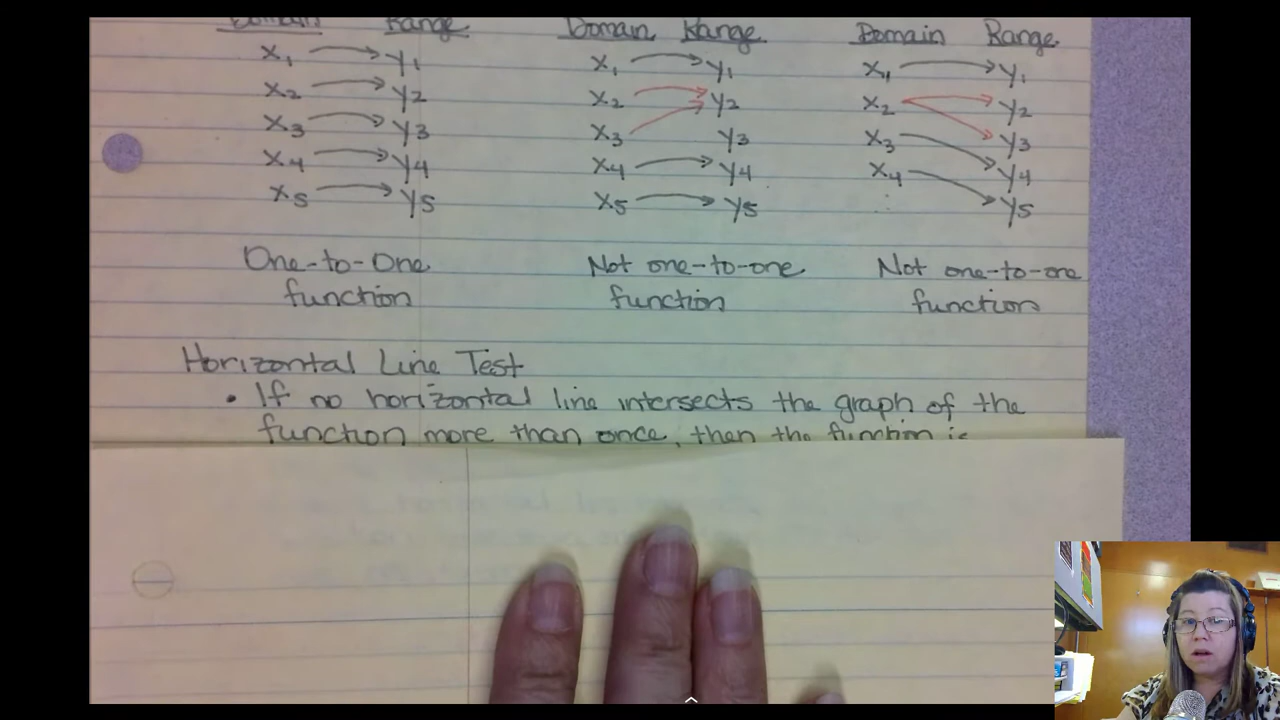 Domain Range Domain Range Domain Range
x1 → y1 x1 → y1 x1 → y1
x2 → y2 x2 → y2 x2 → y2
x3 → y3 x3 y3 x3 y3
x4 → y4 x4 → y4 x4 y4
x5 → y5 x5 → y5 y5
One-to-One Not one-to-one Not one-to-one
function function function
Horizontal Line Test
• If no horizontal line intersects the graph of the
function more than once, then the function is